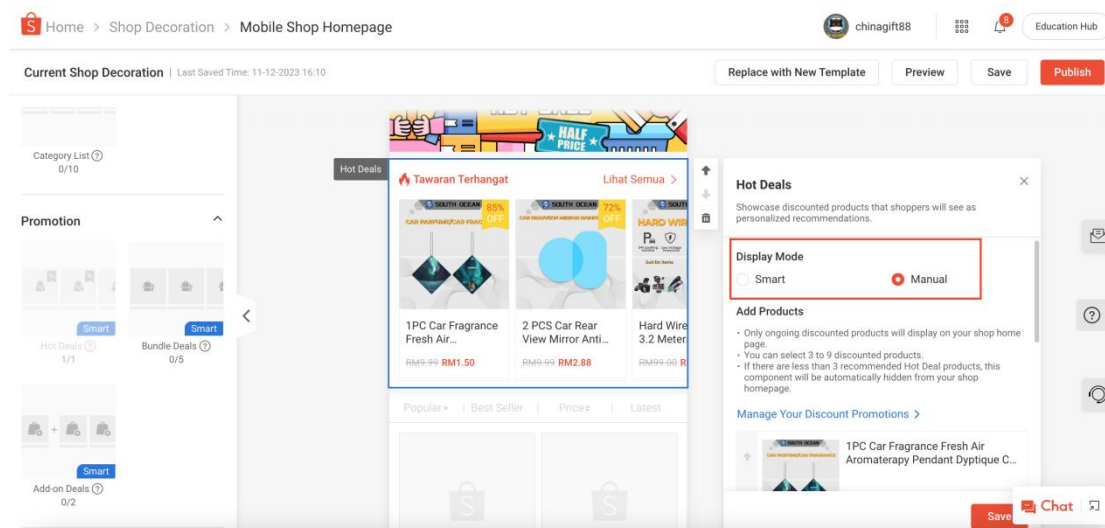 Home > Shop Decoration > Mobile Shop Homepage
chinagift88
8
Education Hub
Current Shop Decoration | Last Saved Time: 11-12-2023 16:10
Replace with New Template
Preview
Save
Publish
Category List
0/10
Promotion
Smart
Hot Deals
1/1
Smart
Bundle Deals
0/5
Smart
Add-on Deals
0/2
HALF
PRICE
Hot Deals
Tawaran Terhangat
Lihat Semua >
SOUTH OCEAN
85%
OFF
1PC Car Fragrance
Fresh Air...
RM9.99 RM1.50
SOUTH OCEAN
72%
OFF
2 PCS Car Rear
View Mirror Anti...
RM9.99 RM2.88
SOUT
HARD WIR
Hard Wire
3.2 Meter
RM99.00 R
Popular | Best Seller | Price | Latest
Hot Deals
Showcase discounted products that shoppers will see as
personalized recommendations.
Display Mode
Smart
Manual
Add Products
· Only ongoing discounted products will display on your shop home
page.
· You can select 3 to 9 discounted products.
· If there are less than 3 recommended Hot Deal products, this
component will be automatically hidden from your shop
homepage.
Manage Your Discount Promotions >
SOUTH OCEAN
1PC Car Fragrance Fresh Air
Aromaterapy Pendant Dyptique C...
Save
Chat